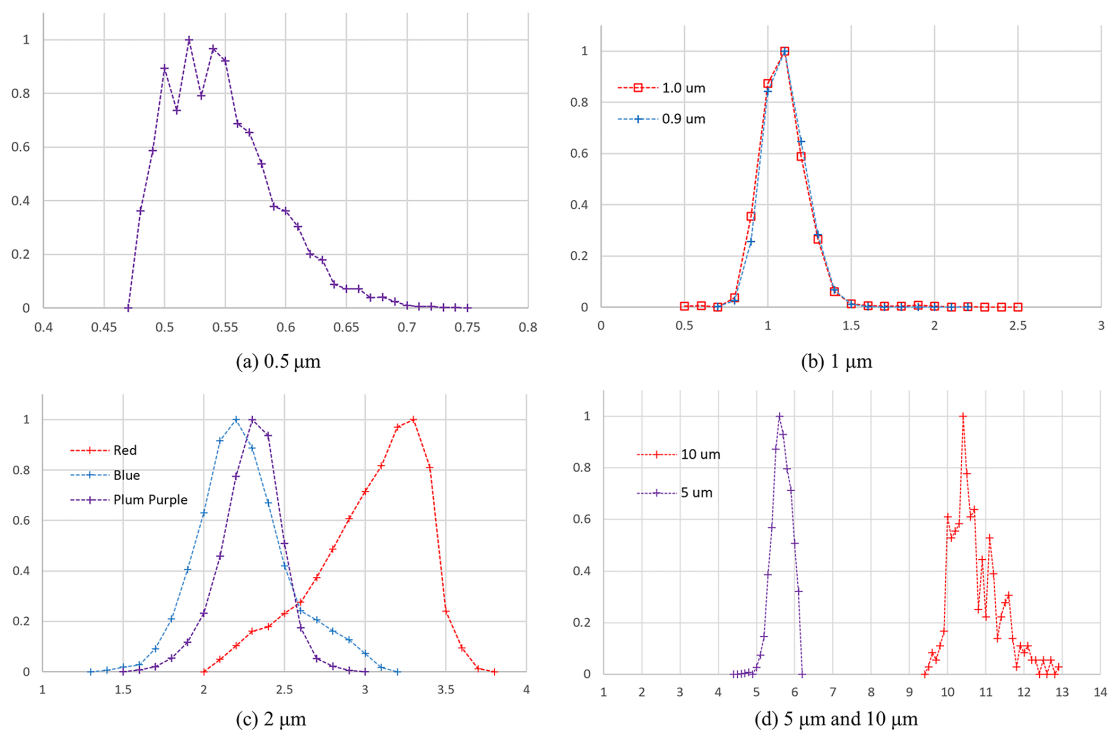 1
0.8
0.6
0.4
0.2
0
0.4 0.45 0.5 0.55 0.6 0.65 0.7 0.75 0.8
(a) 0.5 μm
1
0.8
0.6
0.4
0.2
0
1.0 um
0.9 um
0 0.5 1 1.5 2 2.5 3
(b) 1 μm
1
0.8
0.6
0.4
0.2
0
Red
Blue
Plum Purple
1 1.5 2 2.5 3 3.5 4
(c) 2 μm
1
0.8
0.6
0.4
0.2
0
10 um
5 um
1 2 3 4 5 6 7 8 9 10 11 12 13 14
(d) 5 μm and 10 μm